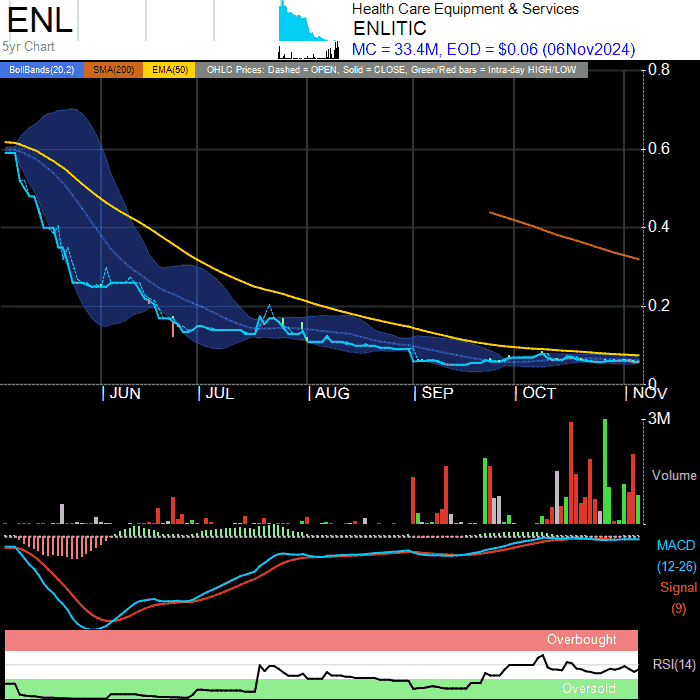 ENL
5yr Chart
Health Care Equipment & Services
ENLITIC
MC = 33.4M, EOD = $0.06 (06Nov2024)
BollBands(20,2) SMA(200) EMA(50) OHLC Prices: Dashed = OPEN, Solid = CLOSE, Green/Red bars = Intra-day HIGH/LOW
0.8
0.6
0.4
0.2
0
JUN JUL AUG SEP OCT NOV
3M
Volume
MACD
(12-26)
Signal
(9)
Overbought
RSI(14)
Oversold